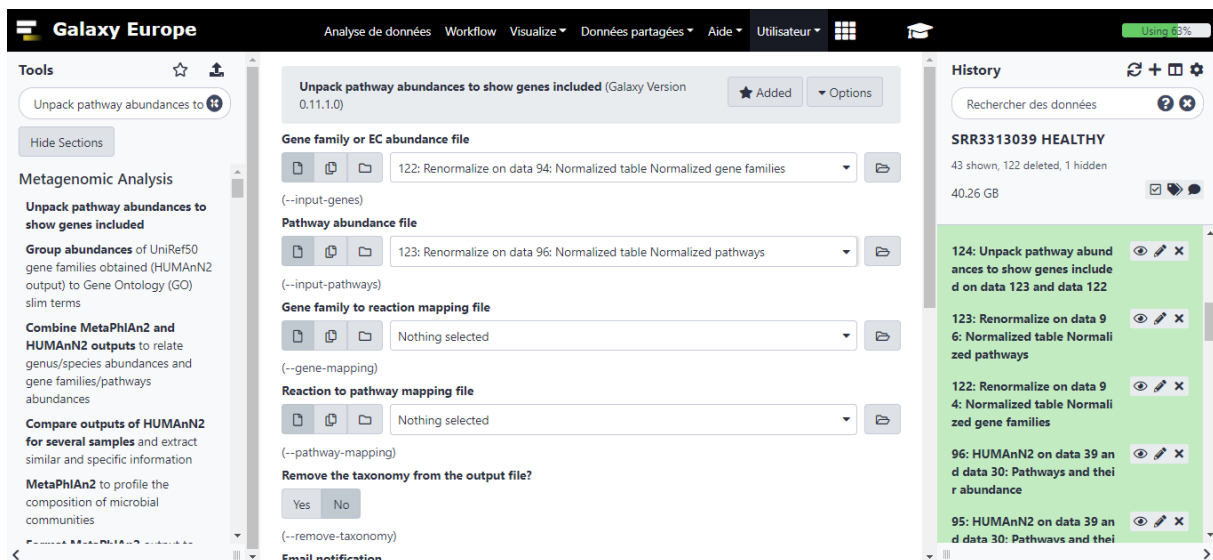 Galaxy Europe
Analyse de données Workflow Visualize Données partagées Aide Utilisateur
Using 63%
Tools
Unpack pathway abundances to
Hide Sections
Metagenomic Analysis
Unpack pathway abundances to
show genes included
Group abundances of UniRef50
gene families obtained (HUMAnN2
output) to Gene Ontology (GO)
slim terms
Combine MetaPhlAn2 and
HUMAnN2 outputs to relate
genus/species abundances and
gene families/pathways
abundances
Compare outputs of HUMAnN2
for several samples and extract
similar and specific information
MetaPhlAn2 to profile the
composition of microbial
communities
Format MetaPhlAn2 output to
Unpack pathway abundances to show genes included (Galaxy Version
0.11.1.0)
Added
Options
Gene family or EC abundance file
122: Renormalize on data 94: Normalized table Normalized gene families
(--input-genes)
Pathway abundance file
123: Renormalize on data 96: Normalized table Normalized pathways
(--input-pathways)
Gene family to reaction mapping file
Nothing selected
(--gene-mapping)
Reaction to pathway mapping file
Nothing selected
(--pathway-mapping)
Remove the taxonomy from the output file?
Yes No
(--remove-taxonomy)
Email notification
History
Rechercher des données
SRR3313039 HEALTHY
43 shown, 122 deleted, 1 hidden
40.26 GB
124: Unpack pathway abund
ances to show genes include
d on data 123 and data 122
123: Renormalize on data 9
6: Normalized table Normali
zed pathways
122: Renormalize on data 9
4: Normalized table Normali
zed gene families
96: HUMAnN2 on data 39 an
d data 30: Pathways and thei
r abundance
95: HUMAnN2 on data 39 an
d data 30: Pathways and thei